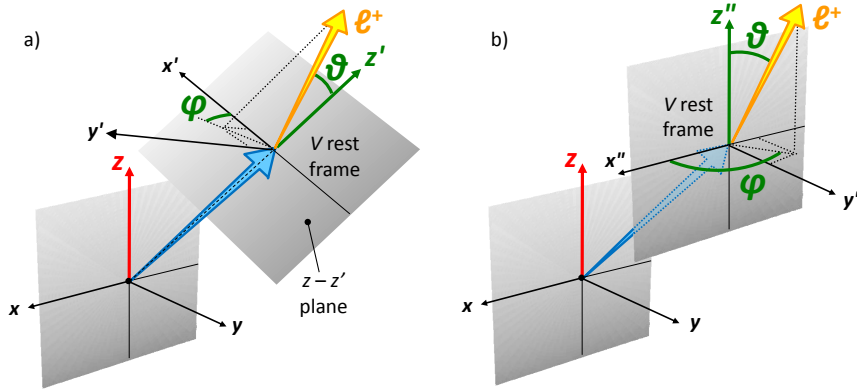 a)
ℓ+
z'
ϑ
x'
φ
y'
V rest
frame
z
z – z'
plane
x
y
b)
z''
ϑ
ℓ+
V rest
frame
x''
φ
y'
z
x
y